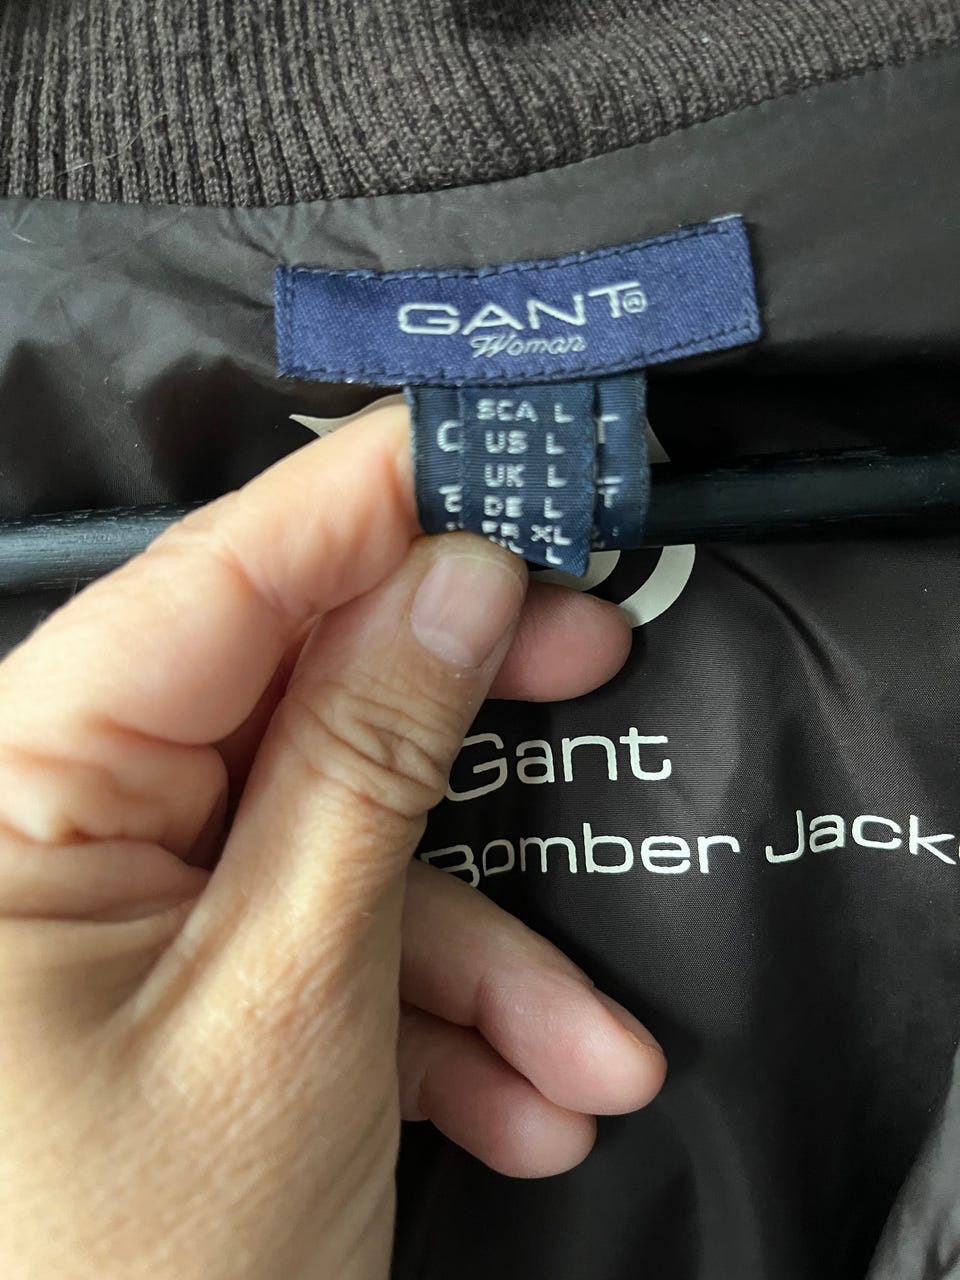 GANT®
Woman
SCA L
US L
UK L
DE L
FR XL
L
Gant
Bomber Jack